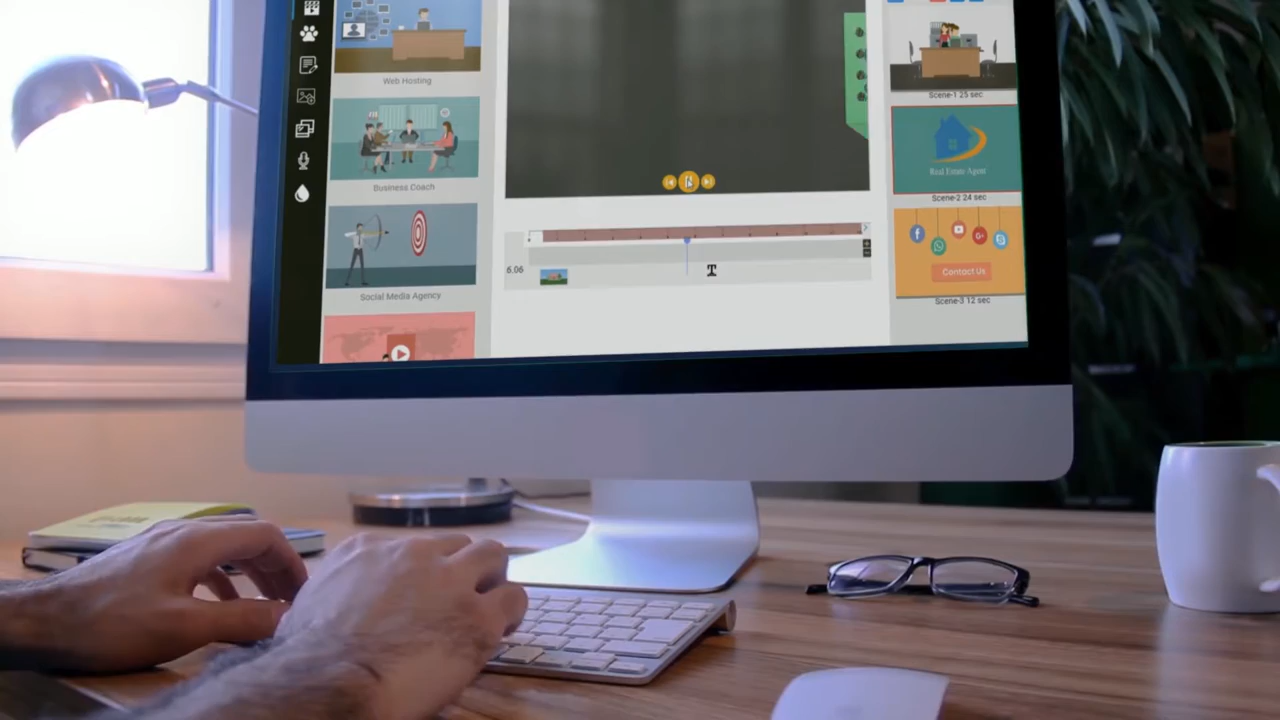 Web Hosting
Business Coach
Social Media Agency
6.06
T
Scene-1 25 sec
Real Estate Agent
Scene-2 24 sec
Contact Us
Scene-3 12 sec